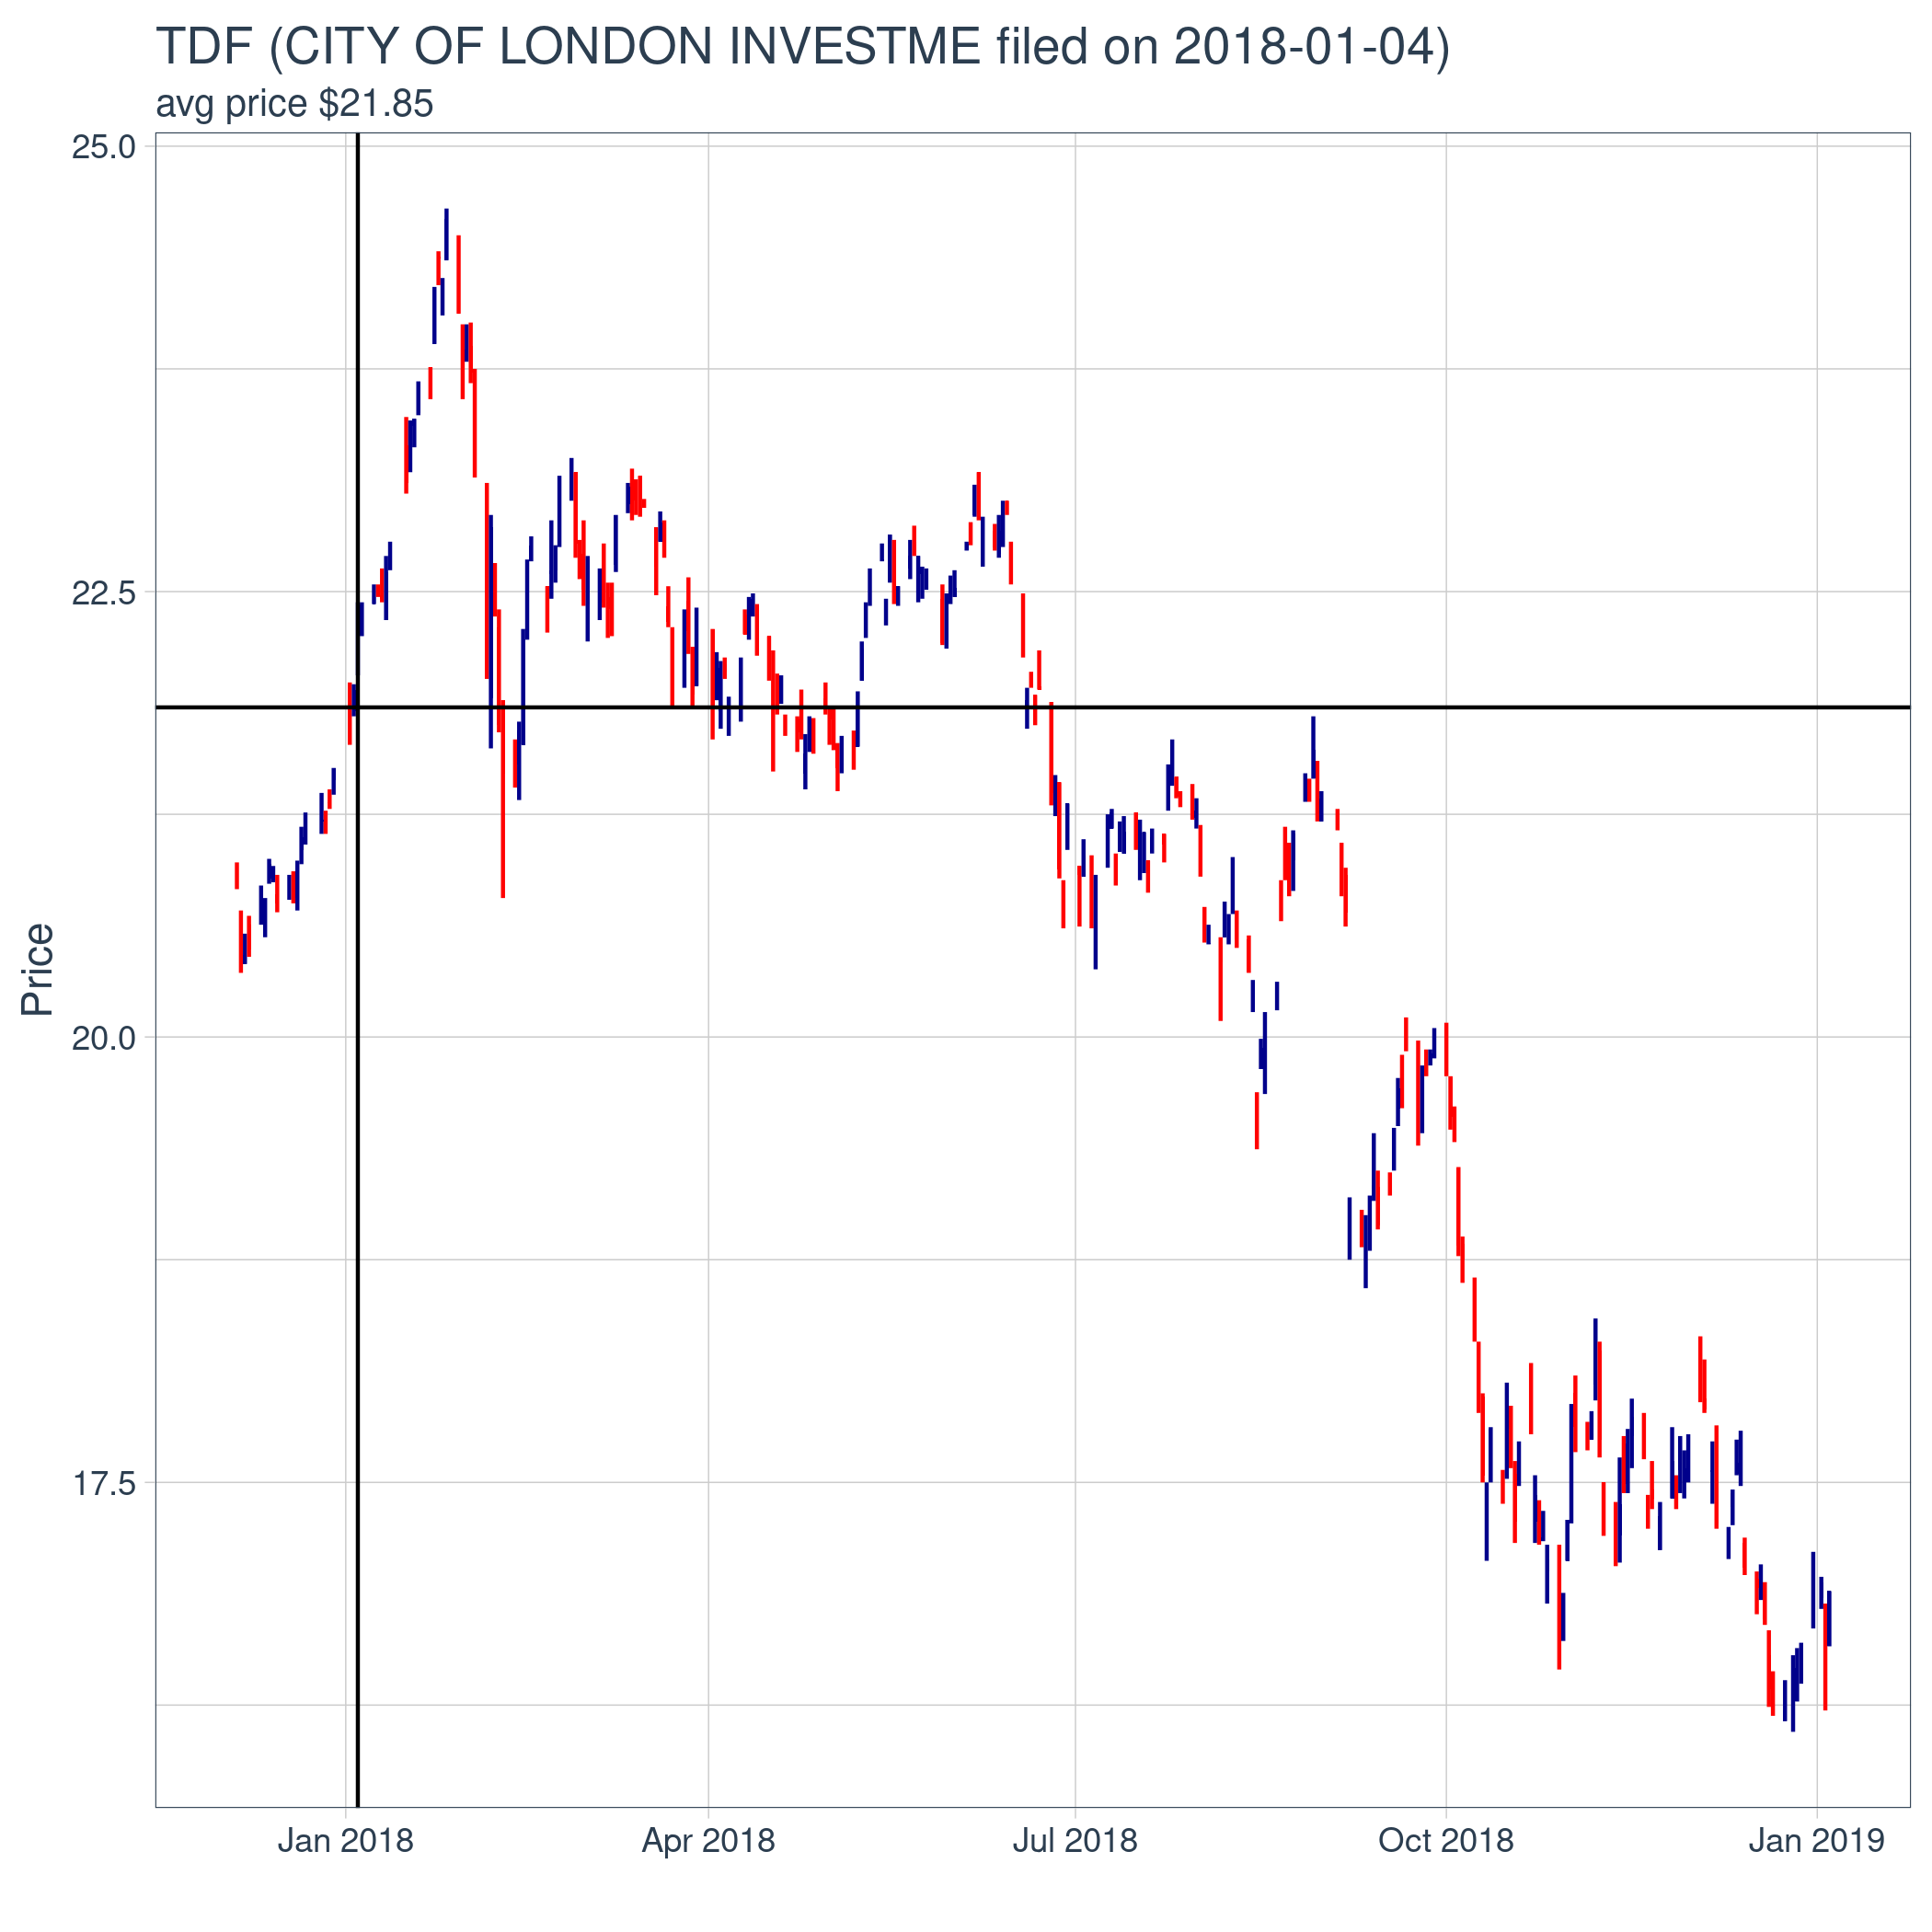 TDF (CITY OF LONDON INVESTME filed on 2018-01-04)
avg price $21.85
25.0
22.5
20.0
17.5
Price
Jan 2018 Apr 2018 Jul 2018 Oct 2018 Jan 2019